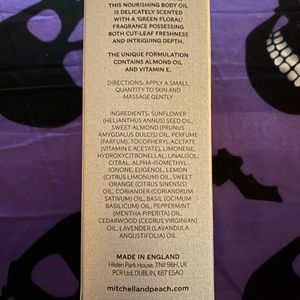 THIS NOURISHING BODY OIL
IS DELICATELY SCENTED
WITH A 'GREEN FLORAL'
FRAGRANCE POSSESSING
BOTH CUT-LEAF FRESHNESS
AND INTRIGUING DEPTH.
THE UNIQUE FORMULATION
CONTAINS ALMOND OIL
AND VITAMIN E.
DIRECTIONS: APPLY A SMALL
QUANTITY TO SKIN AND
MASSAGE GENTLY
INGREDIENTS: SUNFLOWER
(HELIANTHUS ANNUUS) SEED OIL,
SWEET ALMOND (PRUNUS
AMYGDALUS DULCIS) OIL, PERFUME
(PARFUM), TOCOPHERYL ACETATE
(VITAMIN E ACETATE), LIMONENE,
HYDROXYCITRONELLAL, LINALOOL,
CITRAL, ALPHA-ISOMETHYL
IONONE, EUGENOL, LEMON
(CITRUS LIMONUM) OIL, SWEET
ORANGE (CITRUS SINENSIS)
OIL, CORIANDER (CORIANDRUM
SATIVUM) OIL, BASIL (OCIMUM
BASILICUM) OIL, PEPPERMINT
(MENTHA PIPERITA) OIL,
CEDARWOOD (CEDRUS VIRGINIAN)
OIL, LAVENDER (LAVANDULA
ANGUSTIFOLIA) OIL.
MADE IN ENGLAND
Hilden Park House, TN11 9BH, UK
PCR Ltd, DUBLIN, K67 E5A0
mitchellandpeach.com